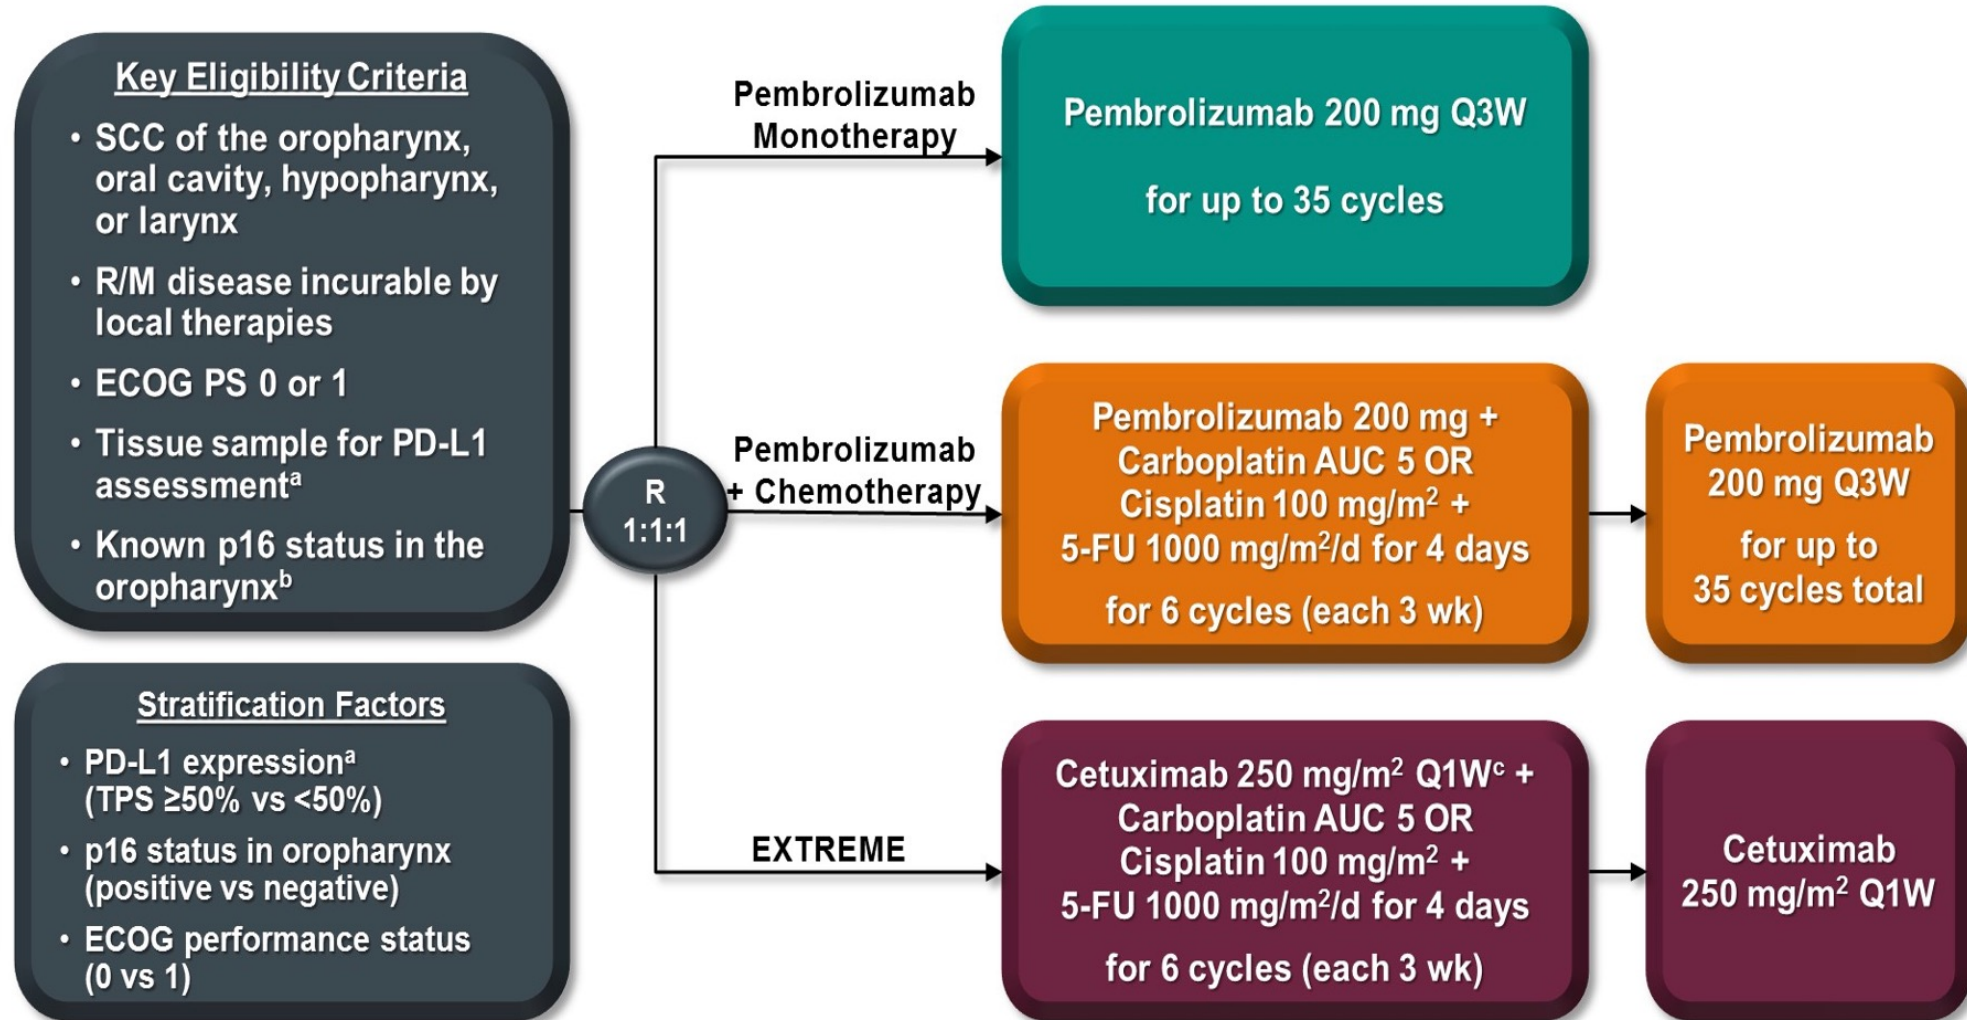 Key Eligibility Criteria
• SCC of the oropharynx,
oral cavity, hypopharynx,
or larynx
• R/M disease incurable by
local therapies
• ECOG PS 0 or 1
• Tissue sample for PD-L1
assessmentᵃ
• Known p16 status in the
oropharynxᵇ
Stratification Factors
• PD-L1 expressionᵃ
(TPS ≥50% vs <50%)
• p16 status in oropharynx
(positive vs negative)
• ECOG performance status
(0 vs 1)
R
1:1:1
Pembrolizumab
Monotherapy
Pembrolizumab 200 mg Q3W
for up to 35 cycles
Pembrolizumab
+ Chemotherapy
Pembrolizumab 200 mg +
Carboplatin AUC 5 OR
Cisplatin 100 mg/m² +
5-FU 1000 mg/m²/d for 4 days
for 6 cycles (each 3 wk)
Pembrolizumab
200 mg Q3W
for up to
35 cycles total
EXTREME
Cetuximab 250 mg/m² Q1Wᶜ +
Carboplatin AUC 5 OR
Cisplatin 100 mg/m² +
5-FU 1000 mg/m²/d for 4 days
for 6 cycles (each 3 wk)
Cetuximab
250 mg/m² Q1W